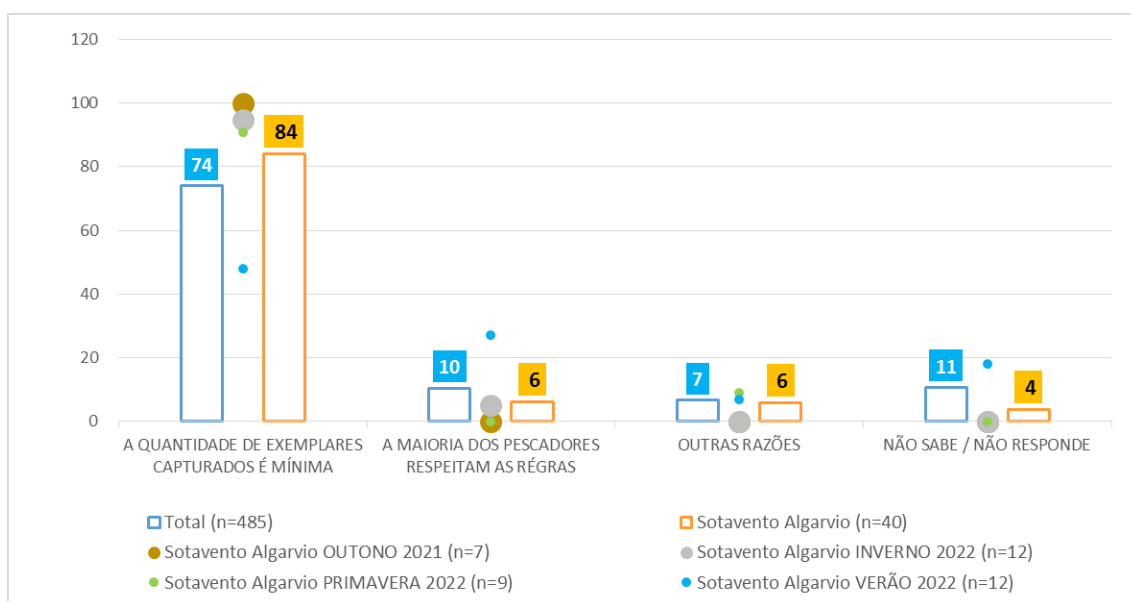 120
100
80
60
40
20
0
74
84
10
6
7
6
11
4
A QUANTIDADE DE EXEMPLARES
CAPTURADOS É MÍNIMA
A MAIORIA DOS PESCADORES
RESPEITAM AS RÉGRAS
OUTRAS RAZÕES
NÃO SABE / NÃO RESPONDE
Total (n=485)
Sotavento Algarvio (n=40)
Sotavento Algarvio OUTONO 2021 (n=7)
Sotavento Algarvio INVERNO 2022 (n=12)
Sotavento Algarvio PRIMAVERA 2022 (n=9)
Sotavento Algarvio VERÃO 2022 (n=12)